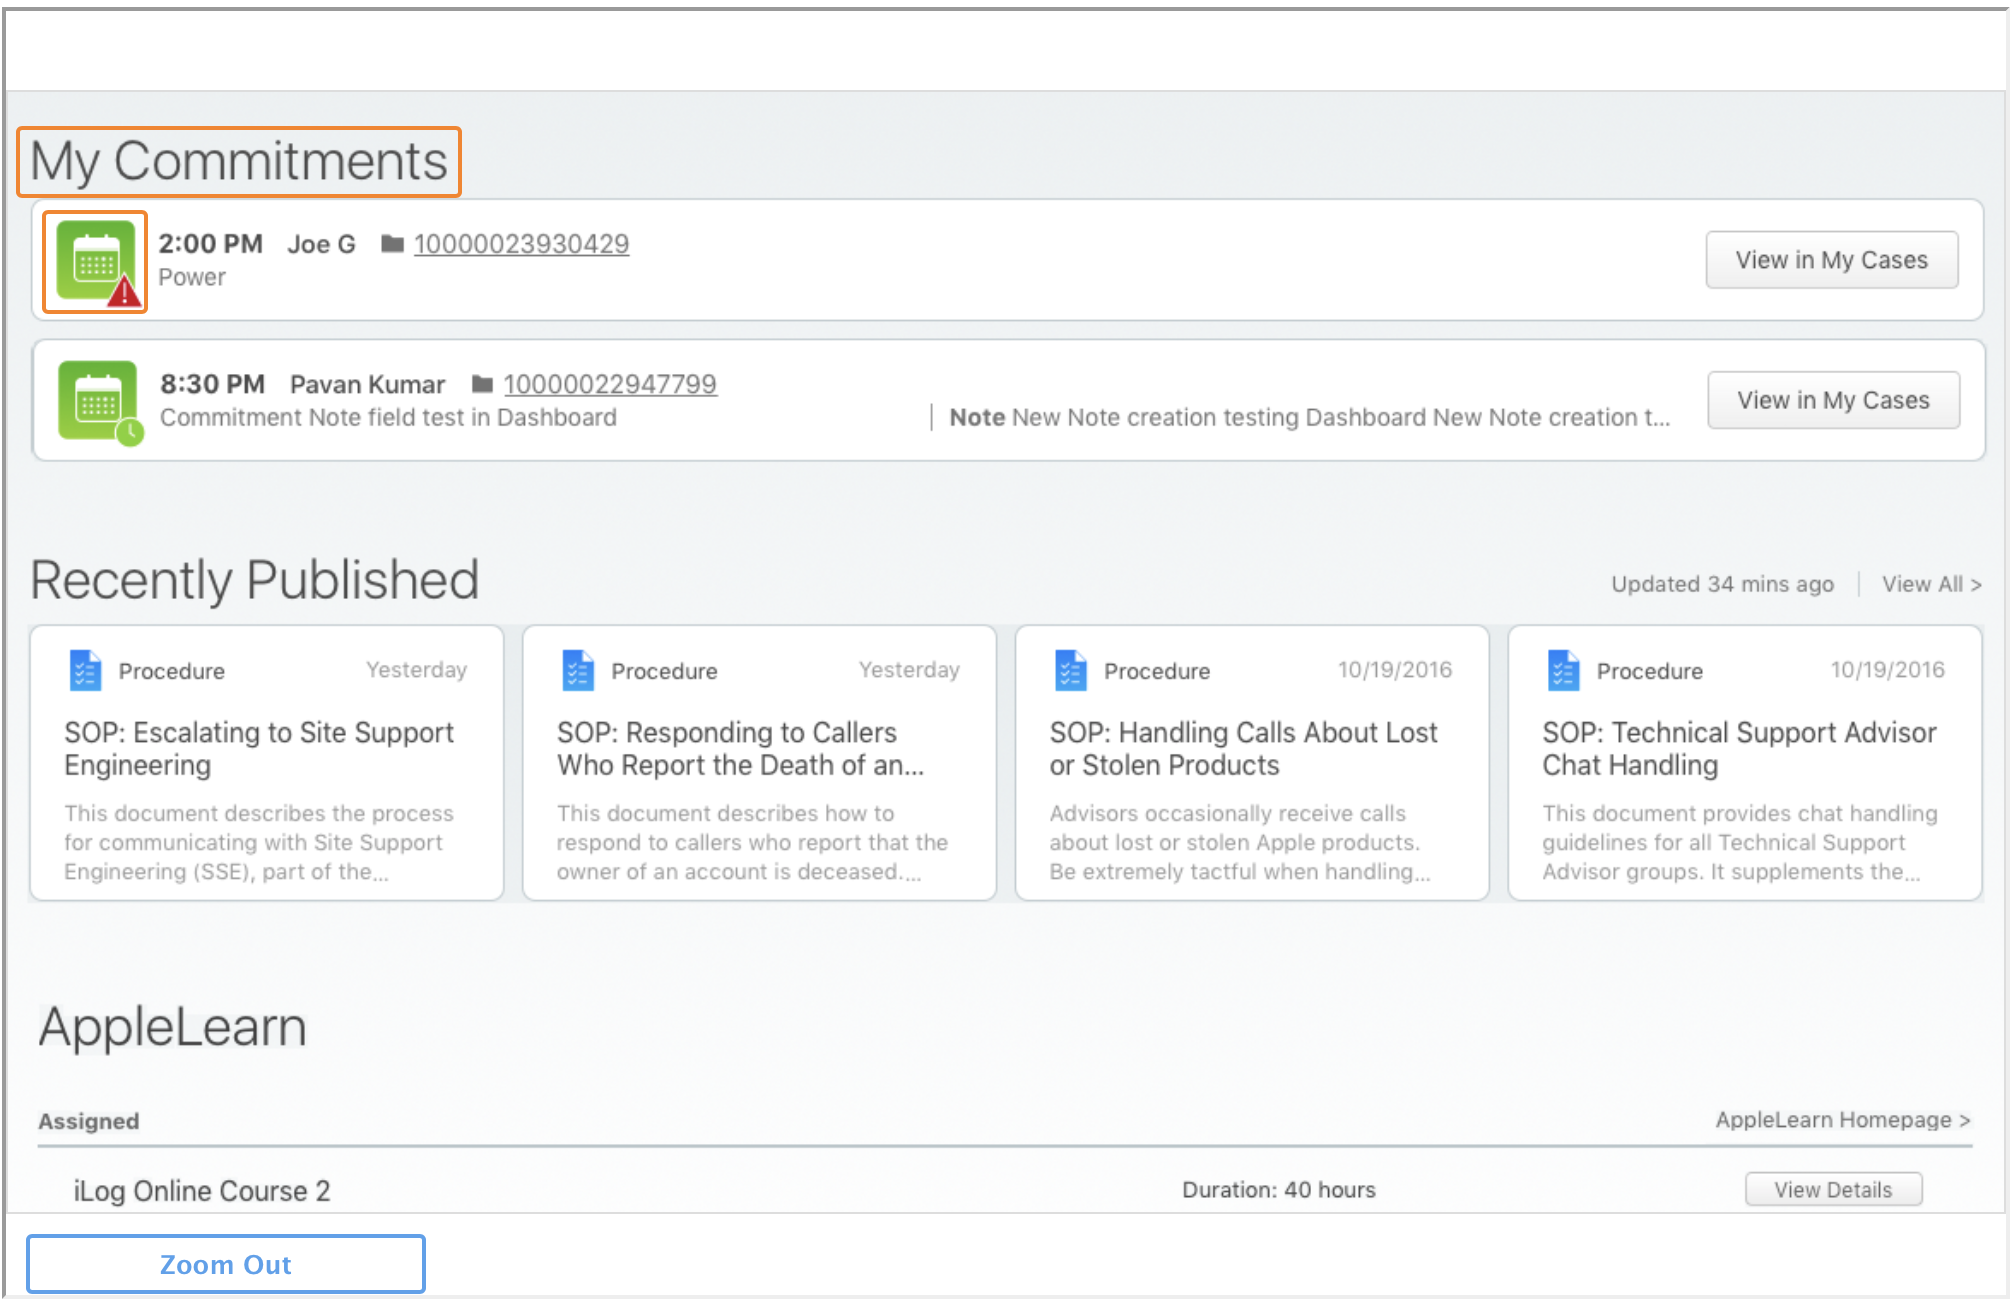 My Commitments
2:00 PM Joe G 10000023930429
Power
View in My Cases
8:30 PM Pavan Kumar 10000022947799
Commitment Note field test in Dashboard | Note New Note creation testing Dashboard New Note creation t...
View in My Cases
Recently Published
Updated 34 mins ago | View All >
Procedure Yesterday
SOP: Escalating to Site Support
Engineering
This document describes the process
for communicating with Site Support
Engineering (SSE), part of the...
Procedure Yesterday
SOP: Responding to Callers
Who Report the Death of an...
This document describes how to
respond to callers who report that the
owner of an account is deceased....
Procedure 10/19/2016
SOP: Handling Calls About Lost
or Stolen Products
Advisors occasionally receive calls
about lost or stolen Apple products.
Be extremely tactful when handling...
Procedure 10/19/2016
SOP: Technical Support Advisor
Chat Handling
This document provides chat handling
guidelines for all Technical Support
Advisor groups. It supplements the...
AppleLearn
Assigned
AppleLearn Homepage >
iLog Online Course 2 Duration: 40 hours View Details
Zoom Out